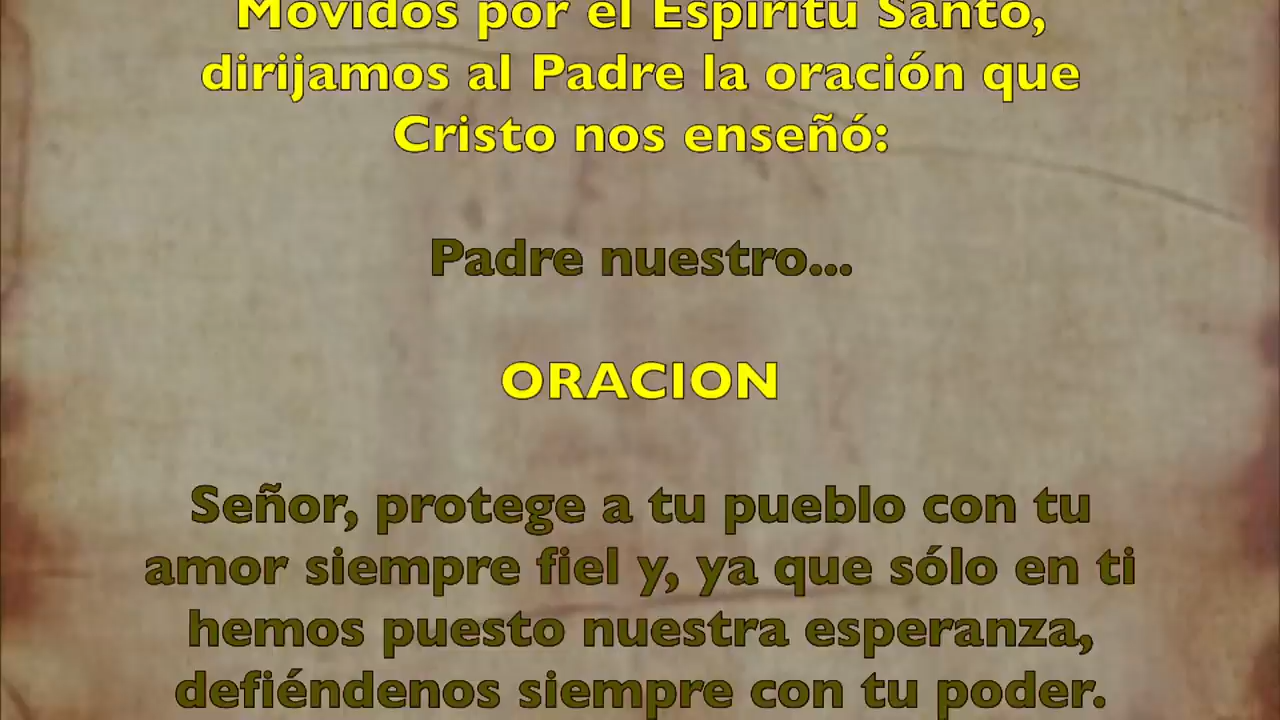 Movidos por el Espíritu Santo,
dirijamos al Padre la oración que
Cristo nos enseñó:
Padre nuestro...
ORACION
Señor, protege a tu pueblo con tu
amor siempre fiel y, ya que sólo en ti
hemos puesto nuestra esperanza,
defiéndenos siempre con tu poder.